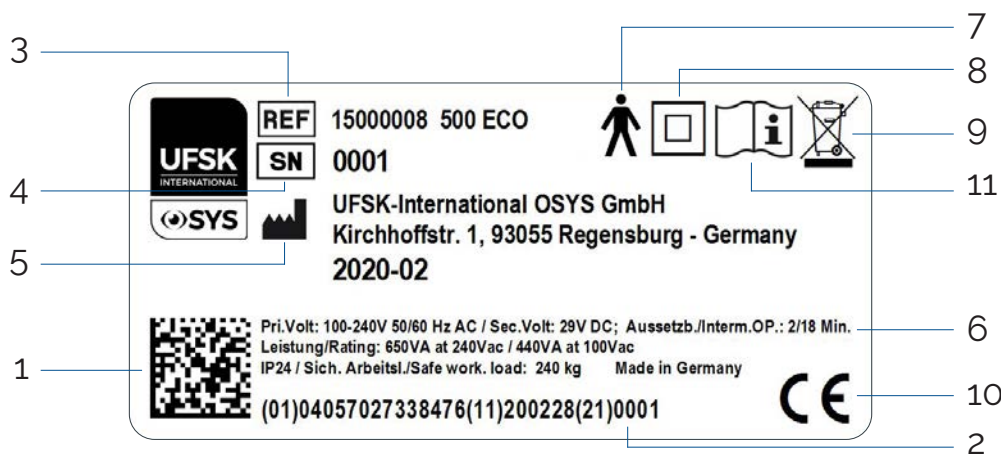 7
3
8
REF 15000008 500 ECO
9
UFSK
INTERNATIONAL
SN 0001
11
4
UFSK-International OSYS GmbH
OSYS
Kirchhoffstr. 1, 93055 Regensburg - Germany
5
2020-02
Pri.Volt: 100-240V 50/60 Hz AC / Sec.Volt: 29V DC; Aussetzb./Interm.OP.: 2/18 Min.
6
Leistung/Rating: 650VA at 240Vac / 440VA at 100Vac
1
IP24 / Sich. Arbeitsl./Safe work. load: 240 kg Made in Germany
CE
10
(01)04057027338476(11)200228(21)0001
2